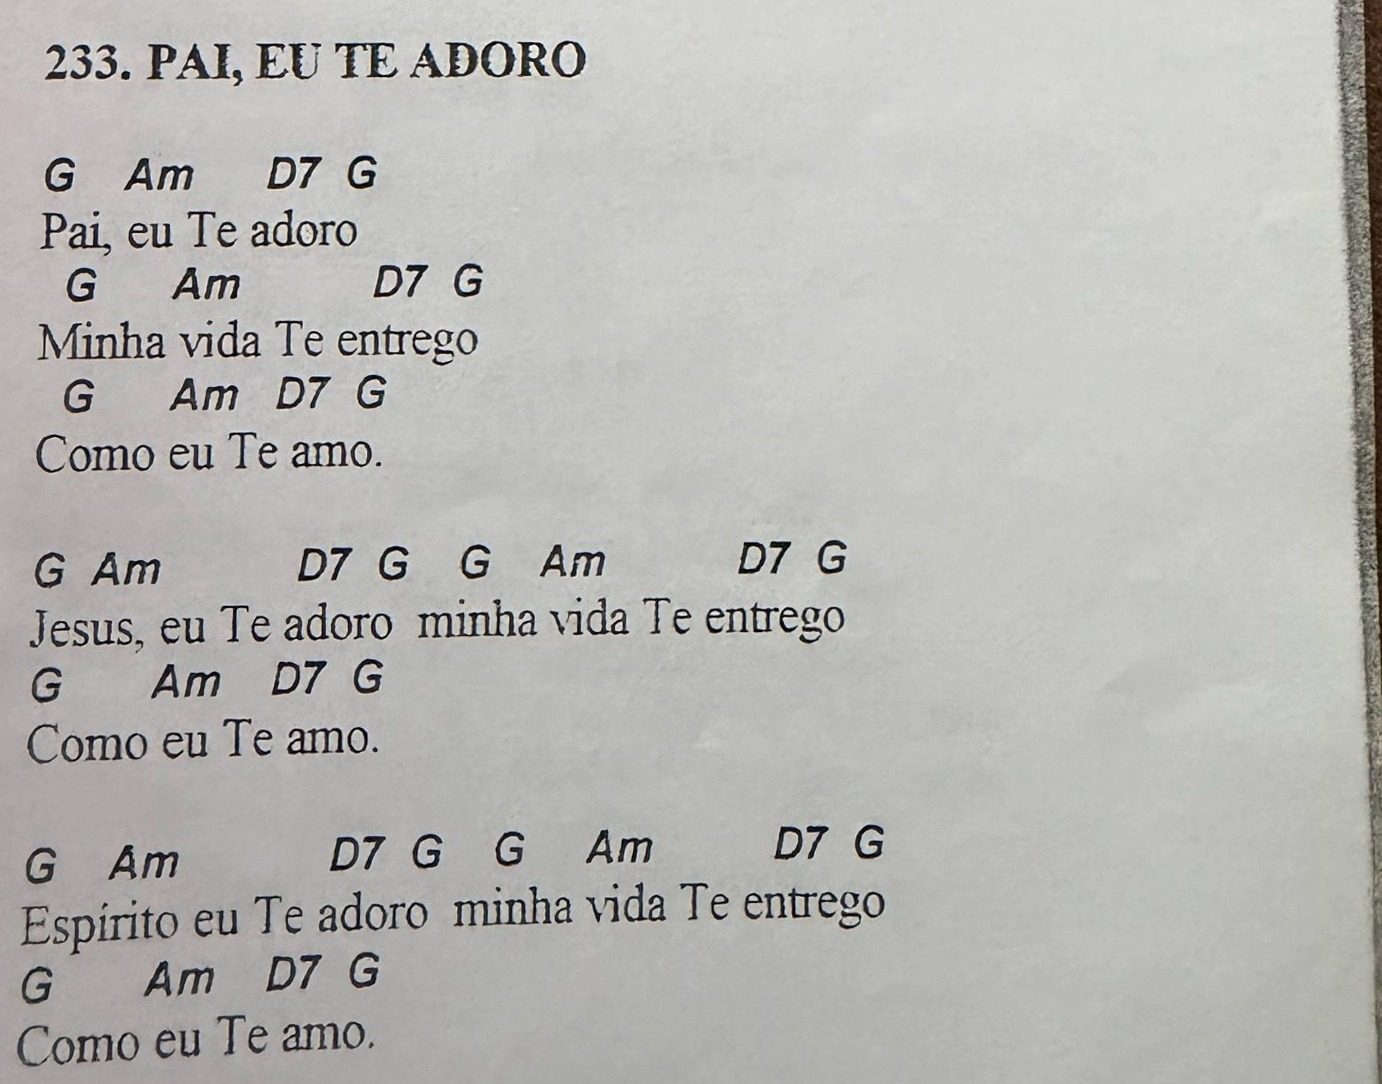 233. PAI, EU TE ADORO
G Am D7 G
Pai, eu Te adoro
G Am D7 G
Minha vida Te entrego
G Am D7 G
Como eu Te amo.
G Am D7 G G Am D7 G
Jesus, eu Te adoro minha vida Te entrego
G Am D7 G
Como eu Te amo.
G Am D7 G G Am D7 G
Espírito eu Te adoro minha vida Te entrego
G Am D7 G
Como eu Te amo.